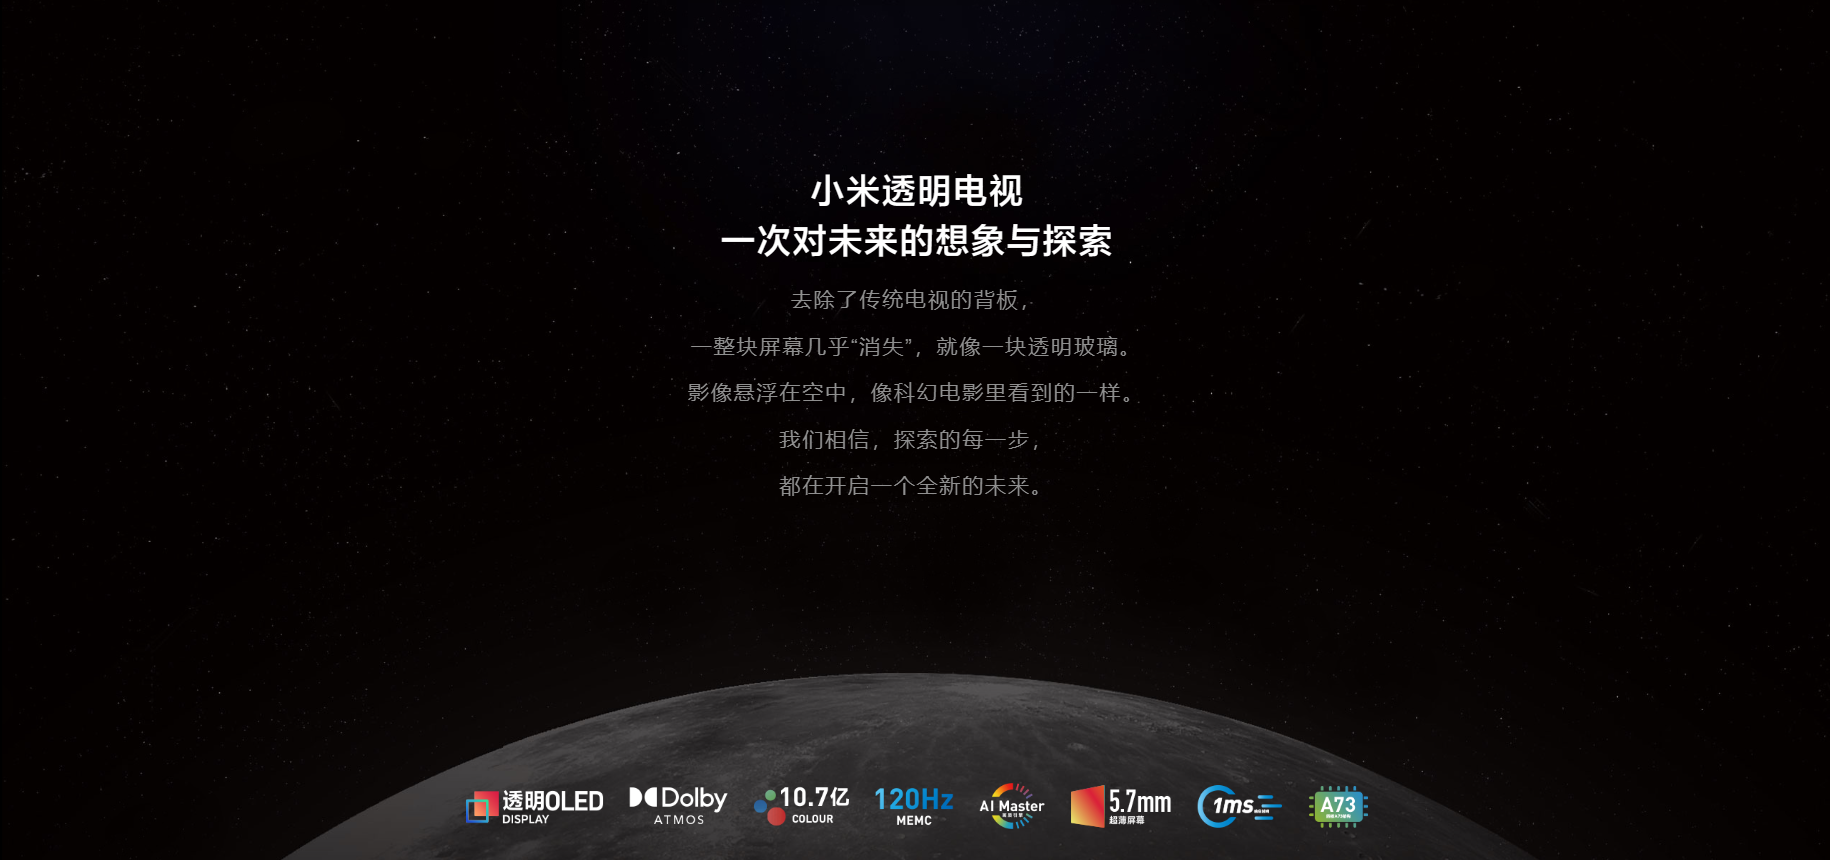 小米透明电视
一次对未来的想象与探索
去除了传统电视的背板，
一整块屏幕几乎“消失”，就像一块透明玻璃。
影像悬浮在空中，像科幻电影里看到的一样。
我们相信，探索的每一步，
都在开启一个全新的未来。
透明OLED
DISPLAY
Dolby
ATMOS
10.7亿
COLOUR
120Hz
MEMC
AI Master
5.7mm
超薄屏幕
1ms
A73